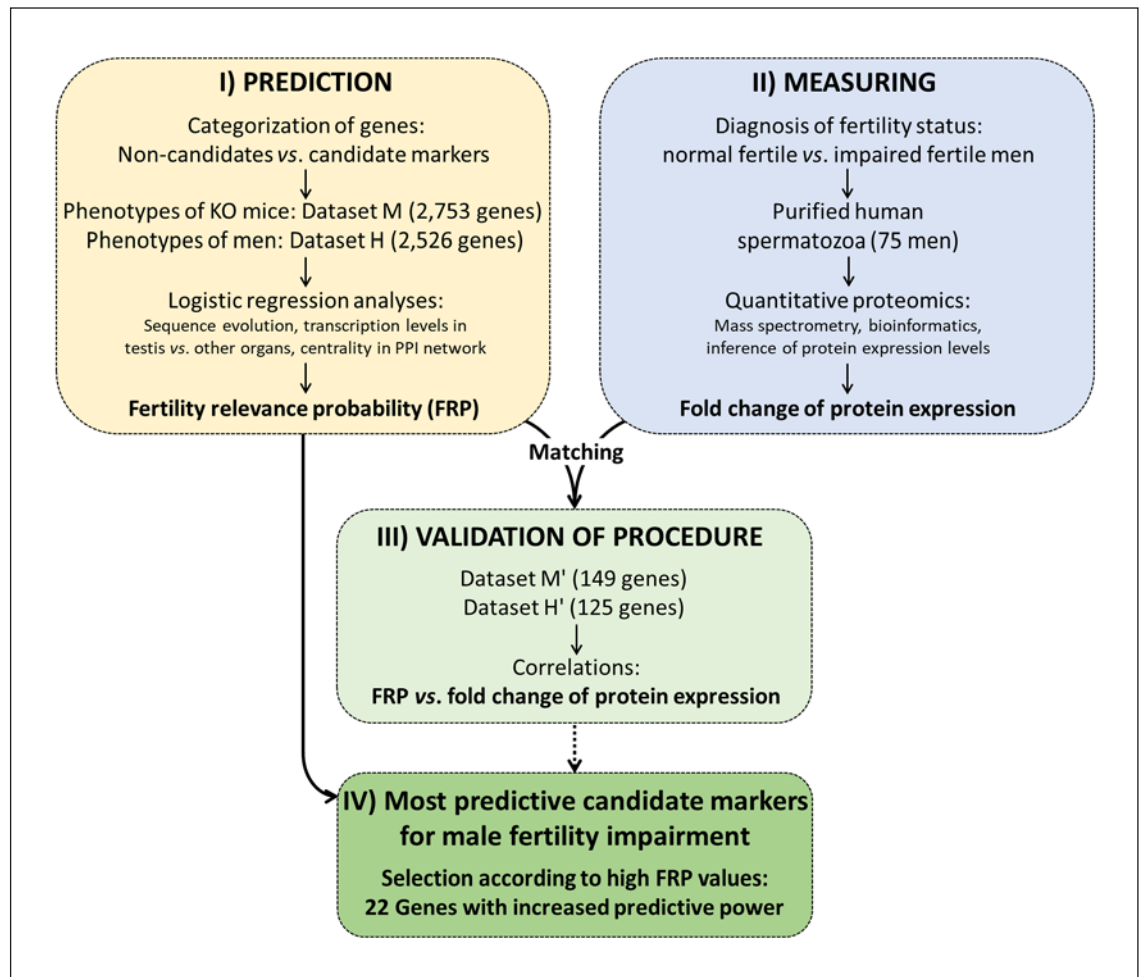 I) PREDICTION
Categorization of genes:
Non-candidates vs. candidate markers
Phenotypes of KO mice: Dataset M (2,753 genes)
Phenotypes of men: Dataset H (2,526 genes)
Logistic regression analyses:
Sequence evolution, transcription levels in
testis vs. other organs, centrality in PPI network
Fertility relevance probability (FRP)
II) MEASURING
Diagnosis of fertility status:
normal fertile vs. impaired fertile men
Purified human
spermatozoa (75 men)
Quantitative proteomics:
Mass spectrometry, bioinformatics,
inference of protein expression levels
Fold change of protein expression
Matching
III) VALIDATION OF PROCEDURE
Dataset M' (149 genes)
Dataset H' (125 genes)
Correlations:
FRP vs. fold change of protein expression
IV) Most predictive candidate markers
for male fertility impairment
Selection according to high FRP values:
22 Genes with increased predictive power